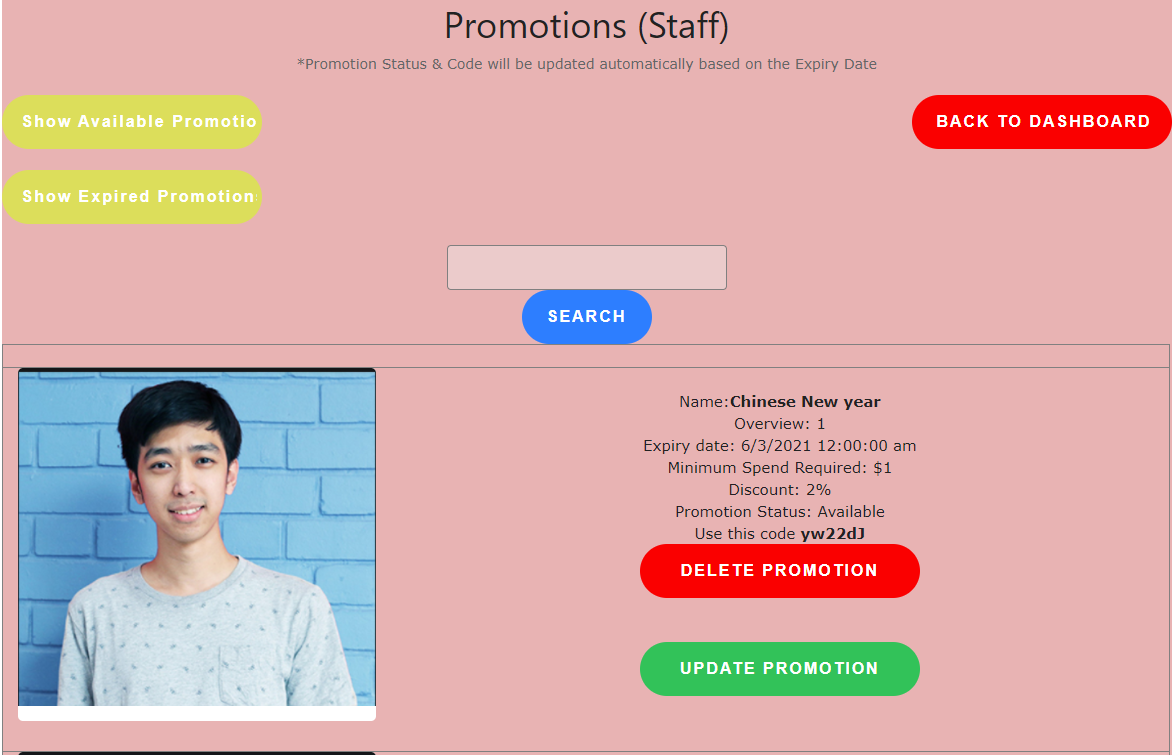 Promotions (Staff)
*Promotion Status & Code will be updated automatically based on the Expiry Date
Show Available Promotio
BACK TO DASHBOARD
Show Expired Promotion
SEARCH
Name:Chinese New year
Overview: 1
Expiry date: 6/3/2021 12:00:00 am
Minimum Spend Required: $1
Discount: 2%
Promotion Status: Available
Use this code yw22dJ
DELETE PROMOTION
UPDATE PROMOTION